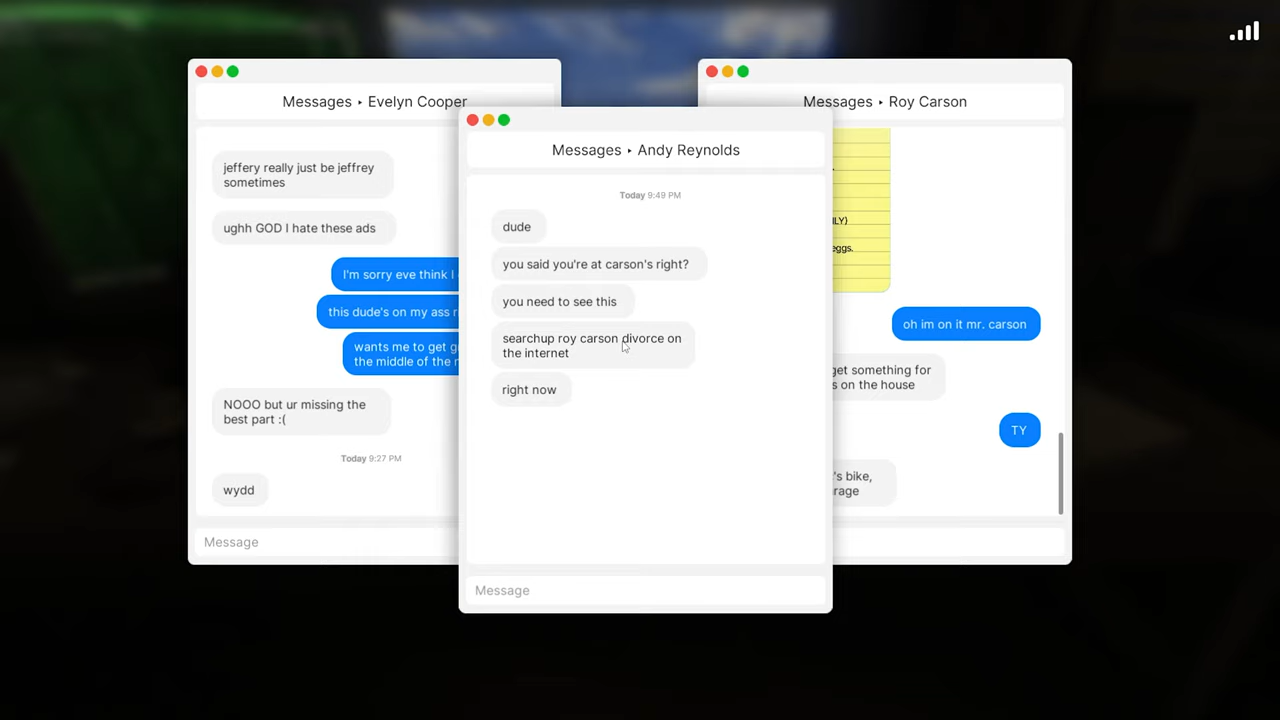 Messages ▸ Evelyn Cooper
jeffery really just be jeffrey
sometimes
ughh GOD I hate these ads
I'm sorry eve think I
this dude's on my ass
wants me to get
the middle of the
NOOO but ur missing the
best part :(
Today 9:27 PM
wydd
Message
Messages ▸ Andy Reynolds
Today 9:49 PM
dude
you said you're at carson's right?
you need to see this
searchup roy carson divorce on
the internet
right now
Message
Messages ▸ Roy Carson
eggs.
oh im on it mr. carson
get something for
s on the house
TY
's bike,